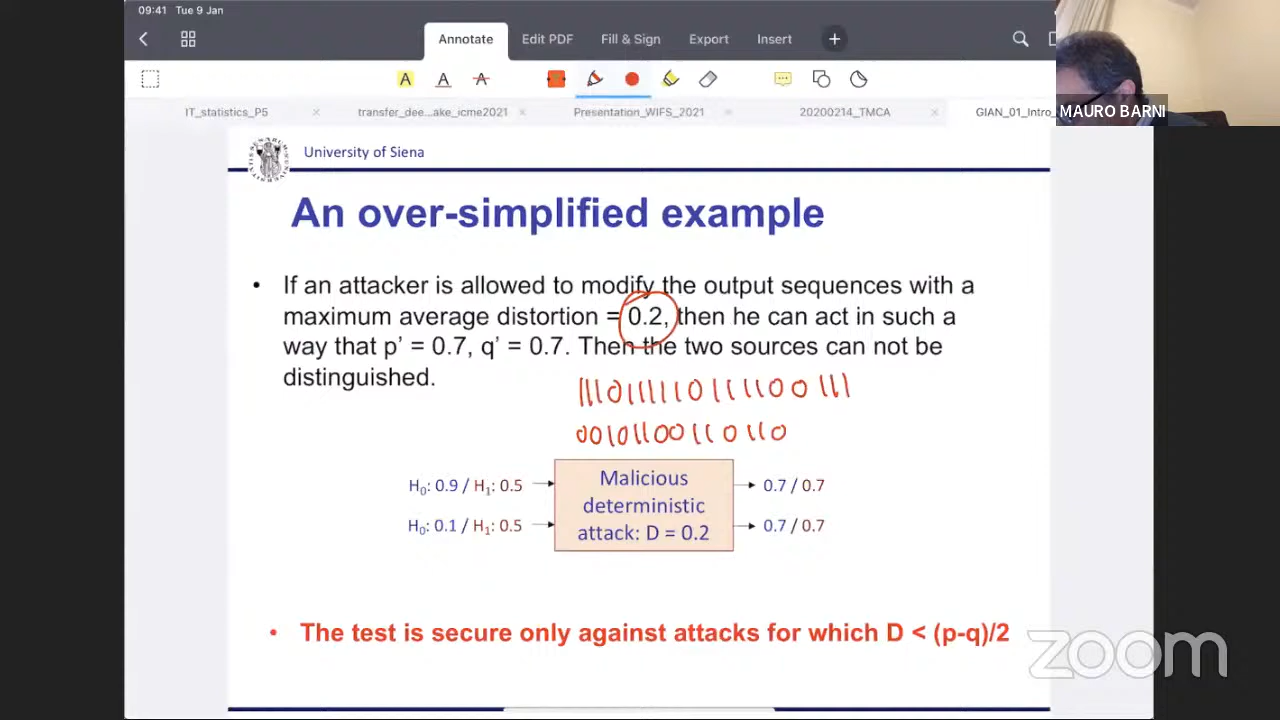 09:41 Tue 9 Jan
Annotate Edit PDF Fill & Sign Export Insert +
A A A
IT_statistics_P5 × transfer_dee...ake_icme2021 × Presentation_WIFS_2021 × 20200214_TMCA × GIAN_01_Intro_
MAURO BARNI
University of Siena
An over-simplified example
• If an attacker is allowed to modify the output sequences with a
maximum average distortion = 0.2, then he can act in such a
way that p' = 0.7, q' = 0.7. Then the two sources can not be
distinguished.
11101111101111100111
00101100110110
H₀: 0.9 / H₁: 0.5
H₀: 0.1 / H₁: 0.5
Malicious
deterministic
attack: D = 0.2
0.7 / 0.7
0.7 / 0.7
• The test is secure only against attacks for which D < (p-q)/2
zoom